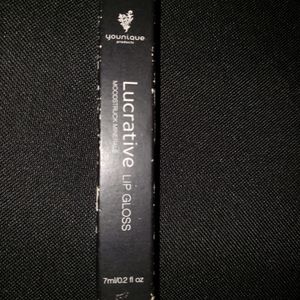 younique
products
Lucrative LIP GLOSS
MOODSTRUCK MINERALS
7ml/0.2 fl oz